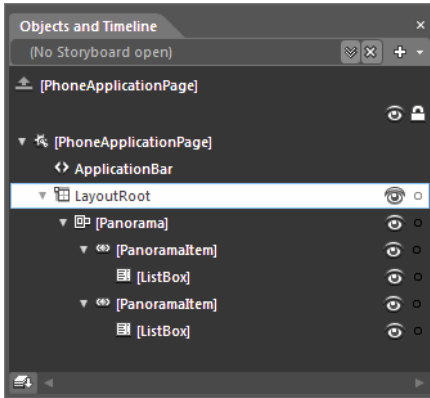 Objects and Timeline
(No Storyboard open)
[PhoneApplicationPage]
[PhoneApplicationPage]
ApplicationBar
LayoutRoot
[Panorama]
[PanoramaItem]
[ListBox]
[PanoramaItem]
[ListBox]